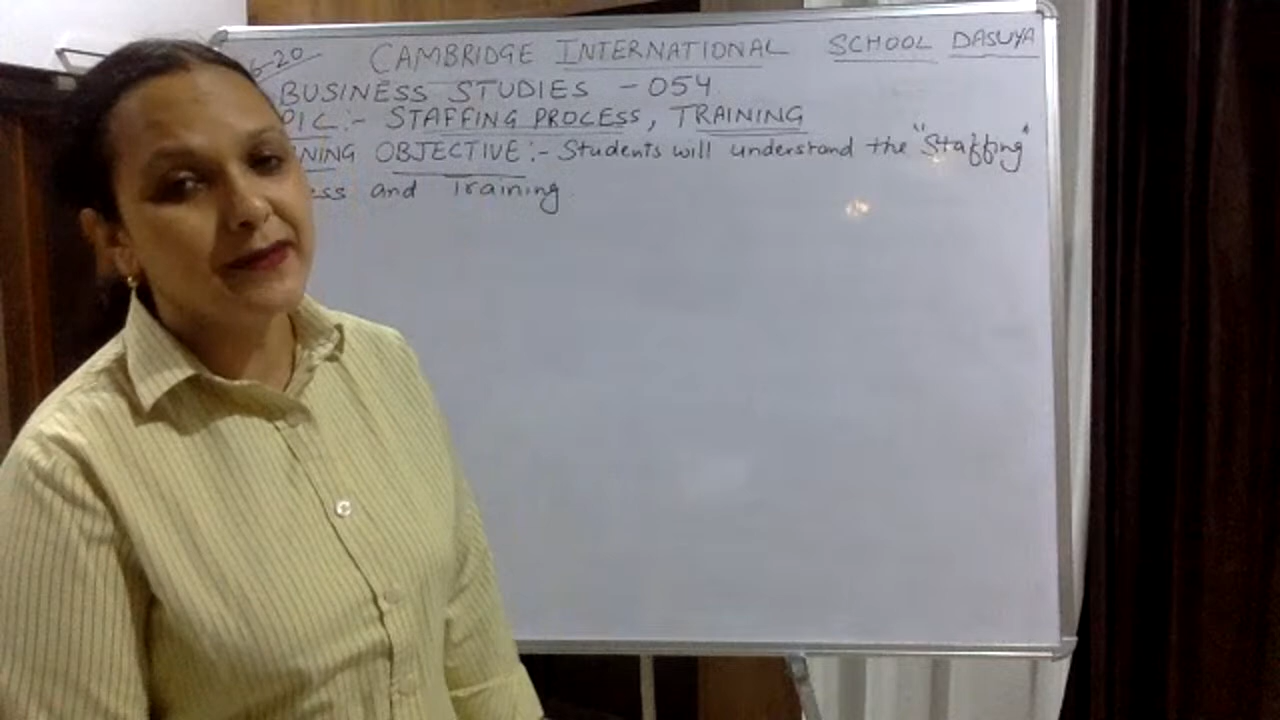 6-20 CAMBRIDGE INTERNATIONAL SCHOOL DASUYA
BUSINESS STUDIES - 054
PIC:- STAFFING PROCESS, TRAINING
NING OBJECTIVE:- Students will understand the "Staffing"
ess and Training